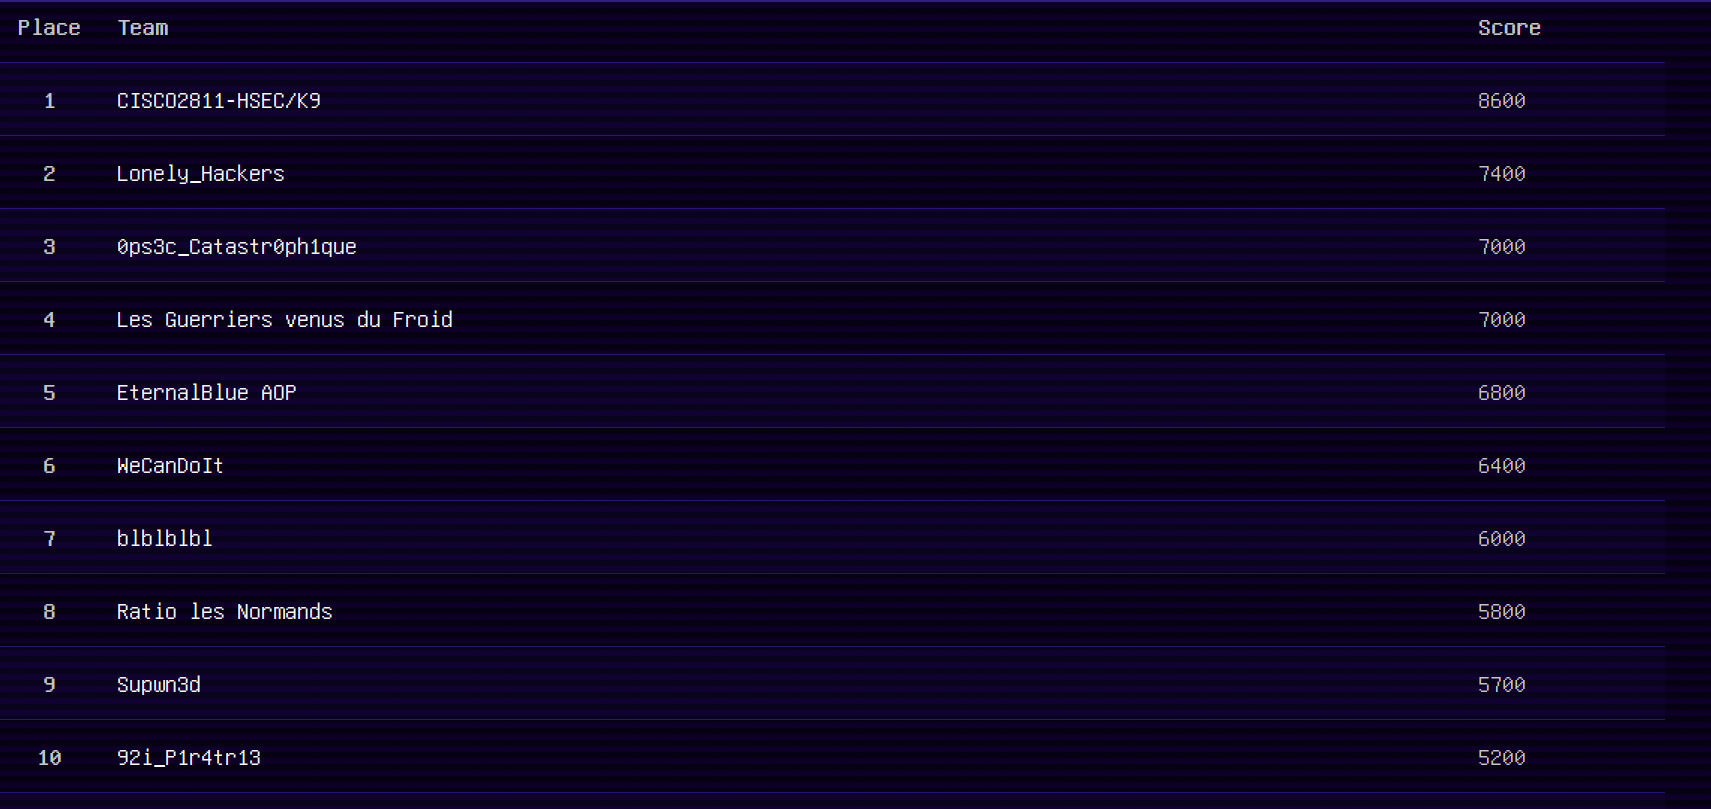 Place Team Score
1 CISCO2811-HSEC/K9 8600
2 Lonely_Hackers 7400
3 0ps3c_Catastr0ph1que 7000
4 Les Guerriers venus du Froid 7000
5 EternalBlue AOP 6800
6 WeCanDoIt 6400
7 blblblbl 6000
8 Ratio les Normands 5800
9 Supwn3d 5700
10 92i_P1r4tr13 5200